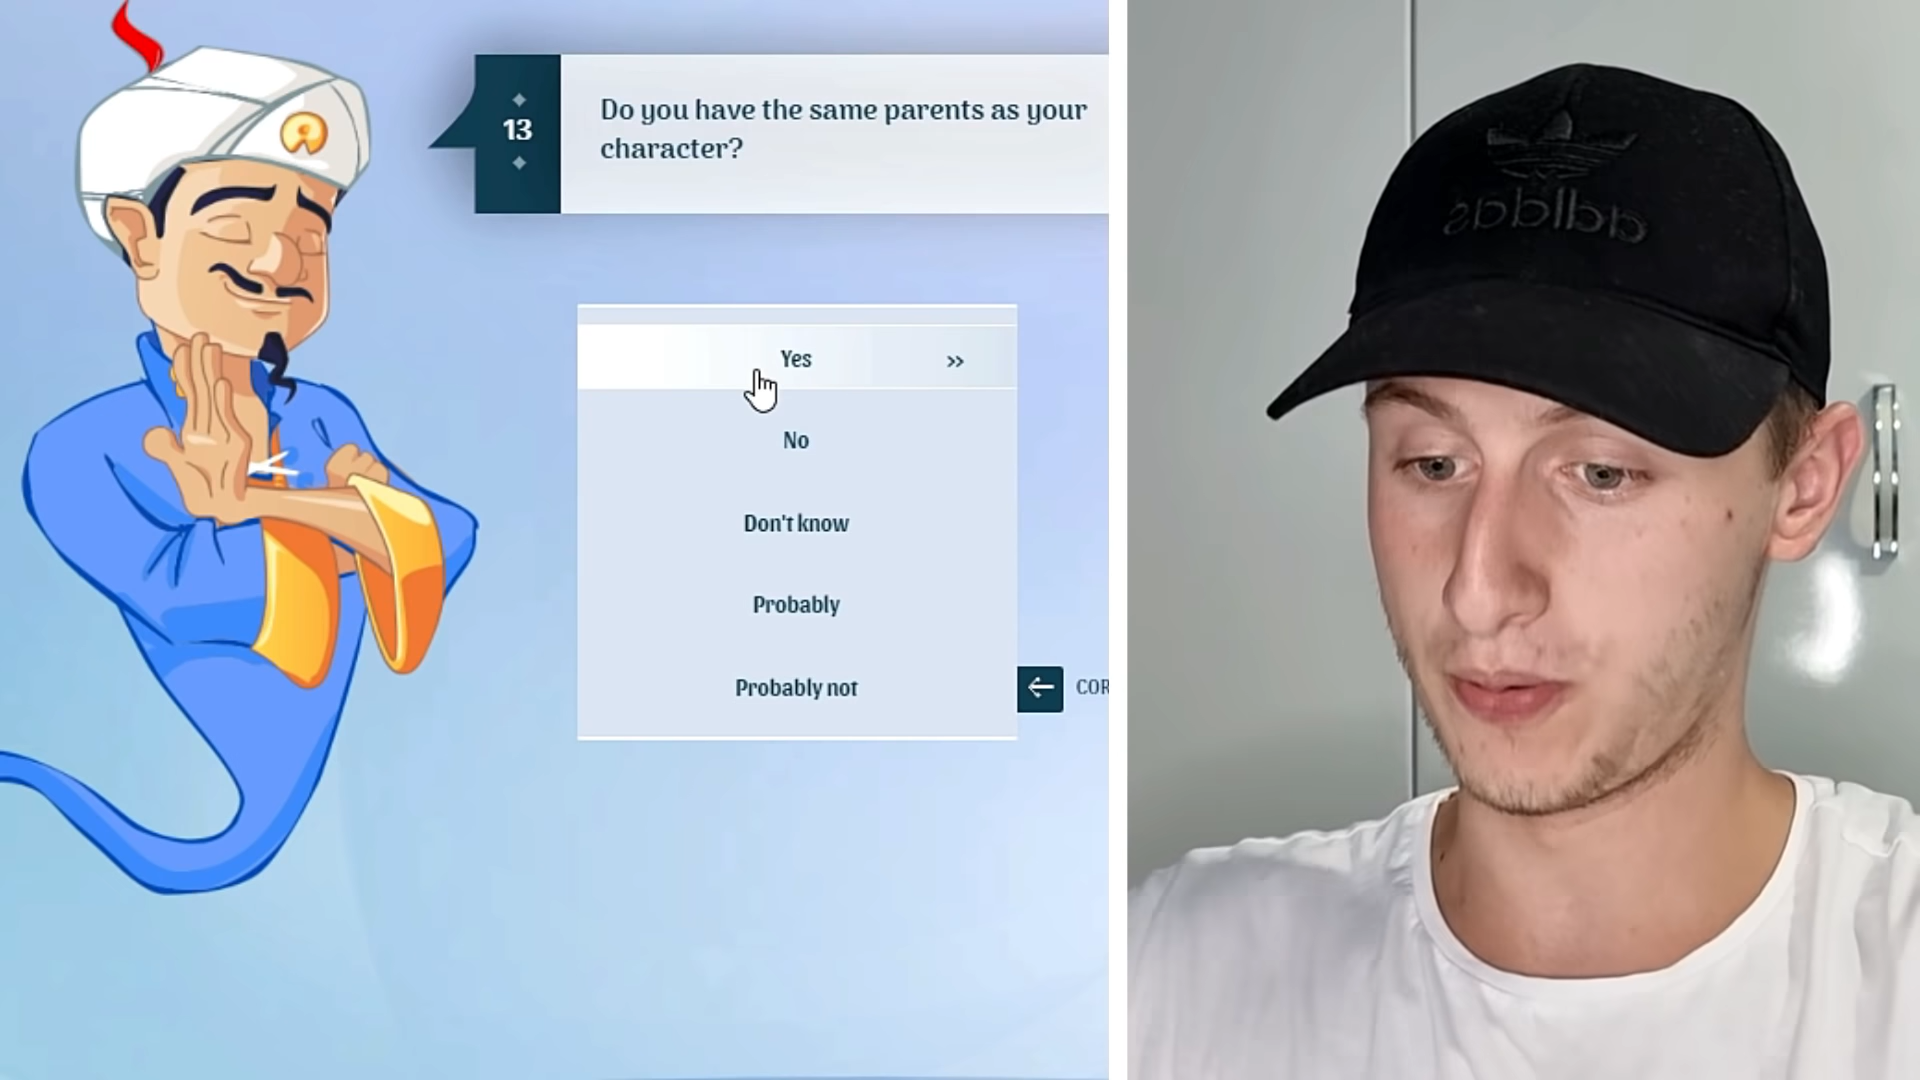 13
Do you have the same parents as your
character?
Yes
No
Don't know
Probably
Probably not
COR
adidas